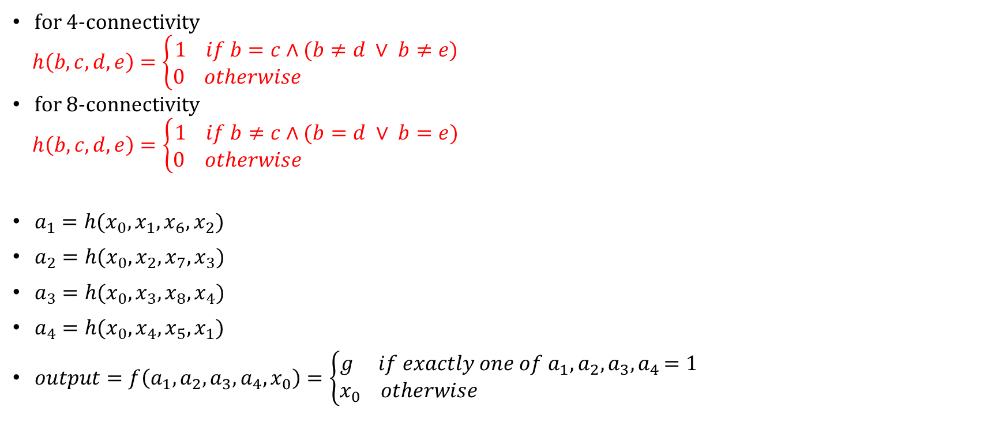 • for 4-connectivity
h(b, c, d, e) = {1 if b = c ∧ (b ≠ d ∨ b ≠ e)
0 otherwise
• for 8-connectivity
h(b, c, d, e) = {1 if b ≠ c ∧ (b = d ∨ b = e)
0 otherwise
• a₁ = h(x₀, x₁, x₆, x₂)
• a₂ = h(x₀, x₂, x₇, x₃)
• a₃ = h(x₀, x₃, x₈, x₄)
• a₄ = h(x₀, x₄, x₅, x₁)
• output = f(a₁, a₂, a₃, a₄, x₀) = {g if exactly one of a₁, a₂, a₃, a₄ = 1
x₀ otherwise